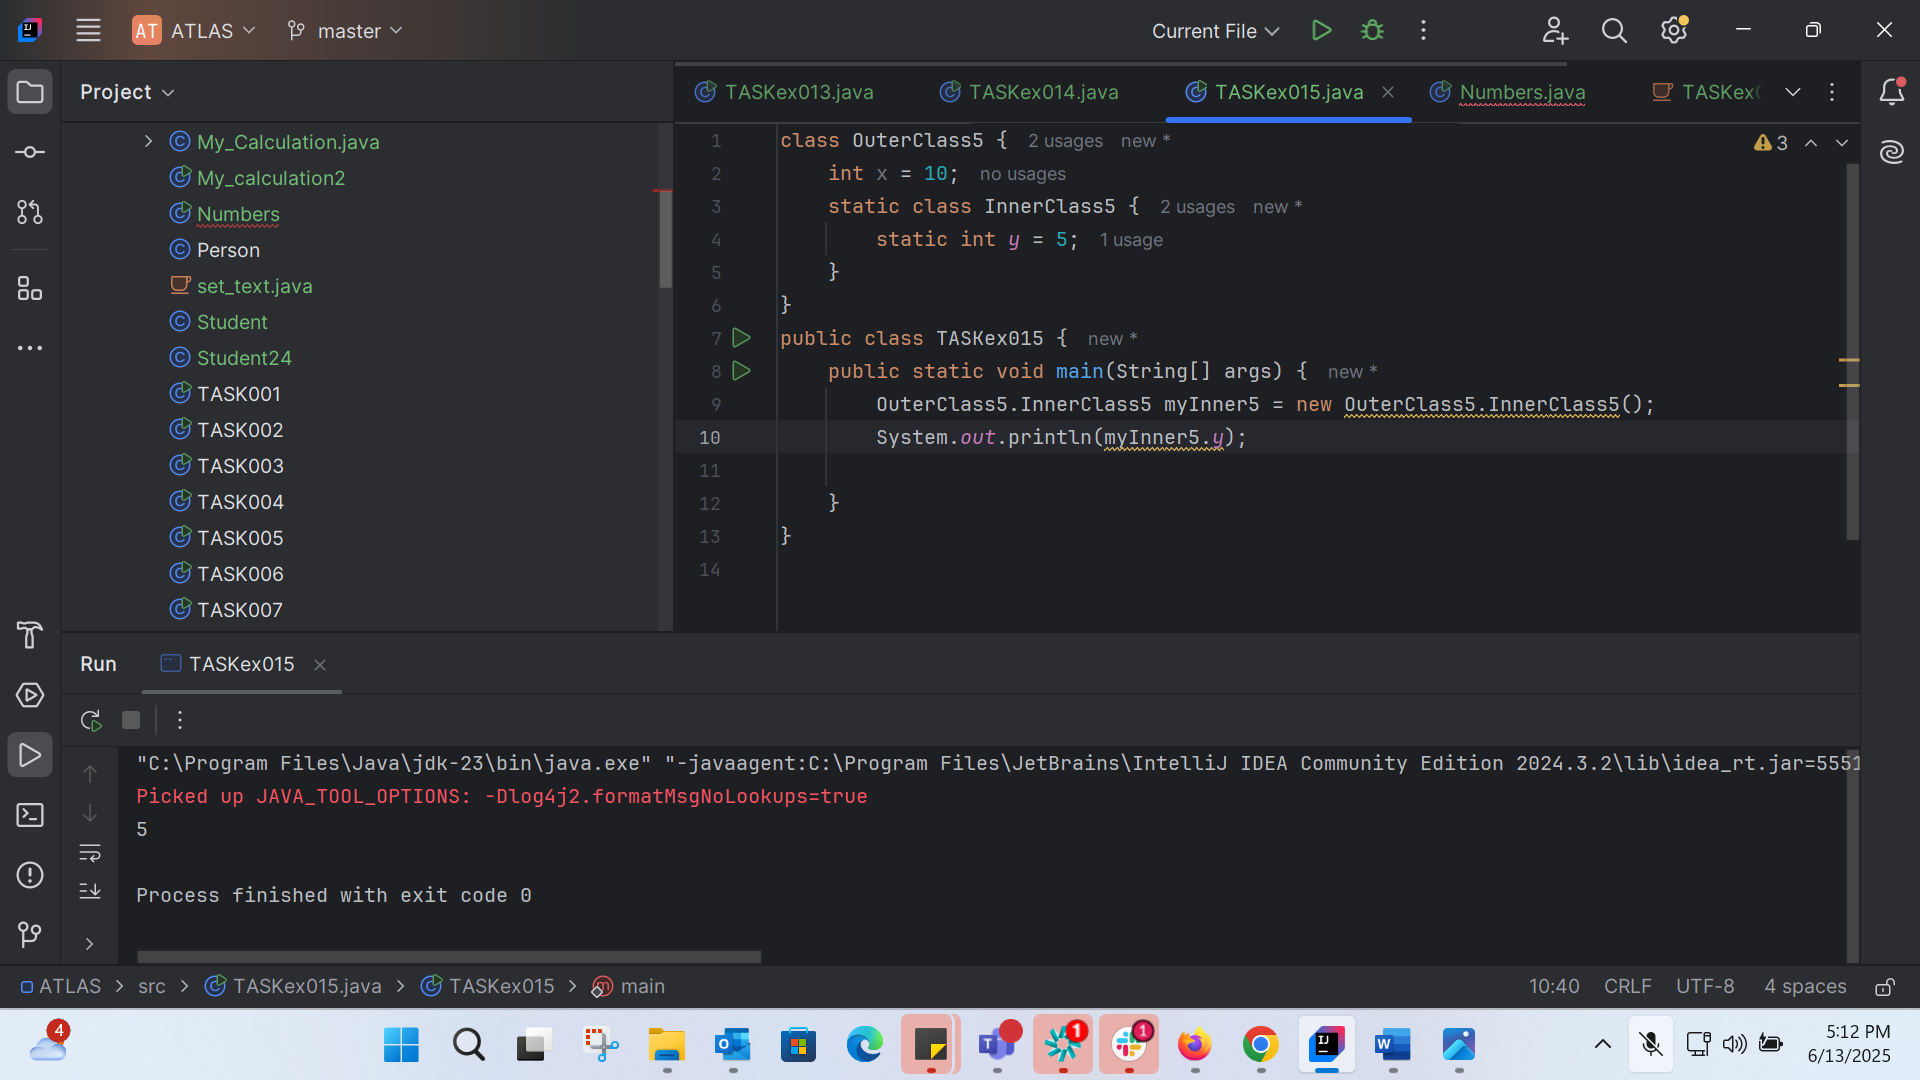 AT ATLAS master Current File
Project
TASKex013.java TASKex014.java TASKex015.java Numbers.java TASKex
My_Calculation.java
My_calculation2
Numbers
Person
set_text.java
Student
Student24
TASK001
TASK002
TASK003
TASK004
TASK005
TASK006
TASK007
3
1 class OuterClass5 { 2 usages new *
2 int x = 10; no usages
3 static class InnerClass5 { 2 usages new *
4 static int y = 5; 1 usage
5 }
6 }
7 public class TASKex015 { new *
8 public static void main(String[] args) { new *
9 OuterClass5.InnerClass5 myInner5 = new OuterClass5.InnerClass5();
10 System.out.println(myInner5.y);
11
12 }
13 }
14
Run TASKex015
"C:\Program Files\Java\jdk-23\bin\java.exe" "-javaagent:C:\Program Files\JetBrains\IntelliJ IDEA Community Edition 2024.3.2\lib\idea_rt.jar=5551
Picked up JAVA_TOOL_OPTIONS: -Dlog4j2.formatMsgNoLookups=true
5
Process finished with exit code 0
ATLAS > src > TASKex015.java > TASKex015 > main 10:40 CRLF UTF-8 4 spaces
4
1
1
5:12 PM
6/13/2025